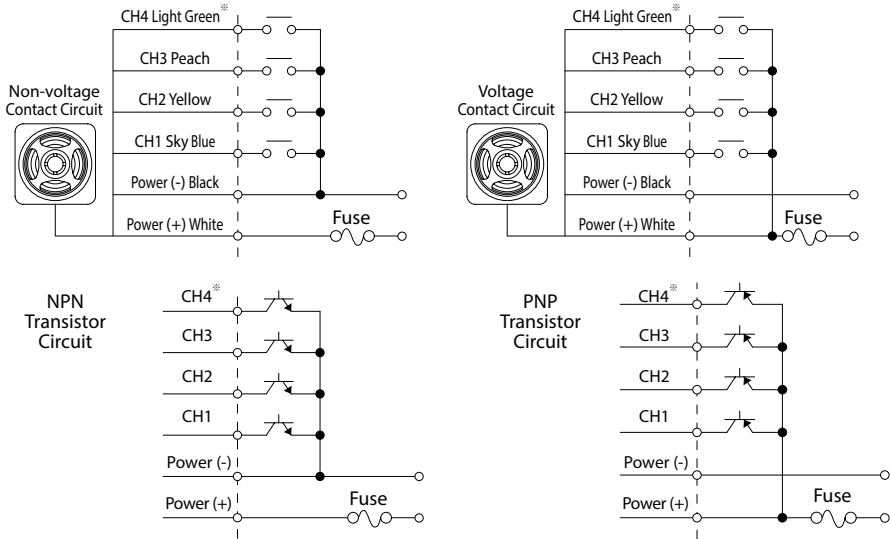 Non-voltage
Contact Circuit
CH4 Light Green※
CH3 Peach
CH2 Yellow
CH1 Sky Blue
Power (-) Black
Power (+) White
Fuse
Voltage
Contact Circuit
CH4 Light Green※
CH3 Peach
CH2 Yellow
CH1 Sky Blue
Power (-) Black
Power (+) White
Fuse
NPN
Transistor
Circuit
CH4※
CH3
CH2
CH1
Power (-)
Power (+)
Fuse
PNP
Transistor
Circuit
CH4※
CH3
CH2
CH1
Power (-)
Power (+)
Fuse